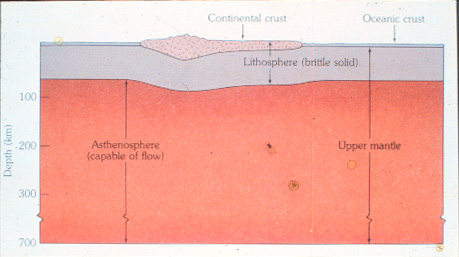 Continental crust
Oceanic crust
Lithosphere (brittle solid)
100
Asthenosphere
(capable of flow)
200
Upper mantle
Depth (km)
300
700